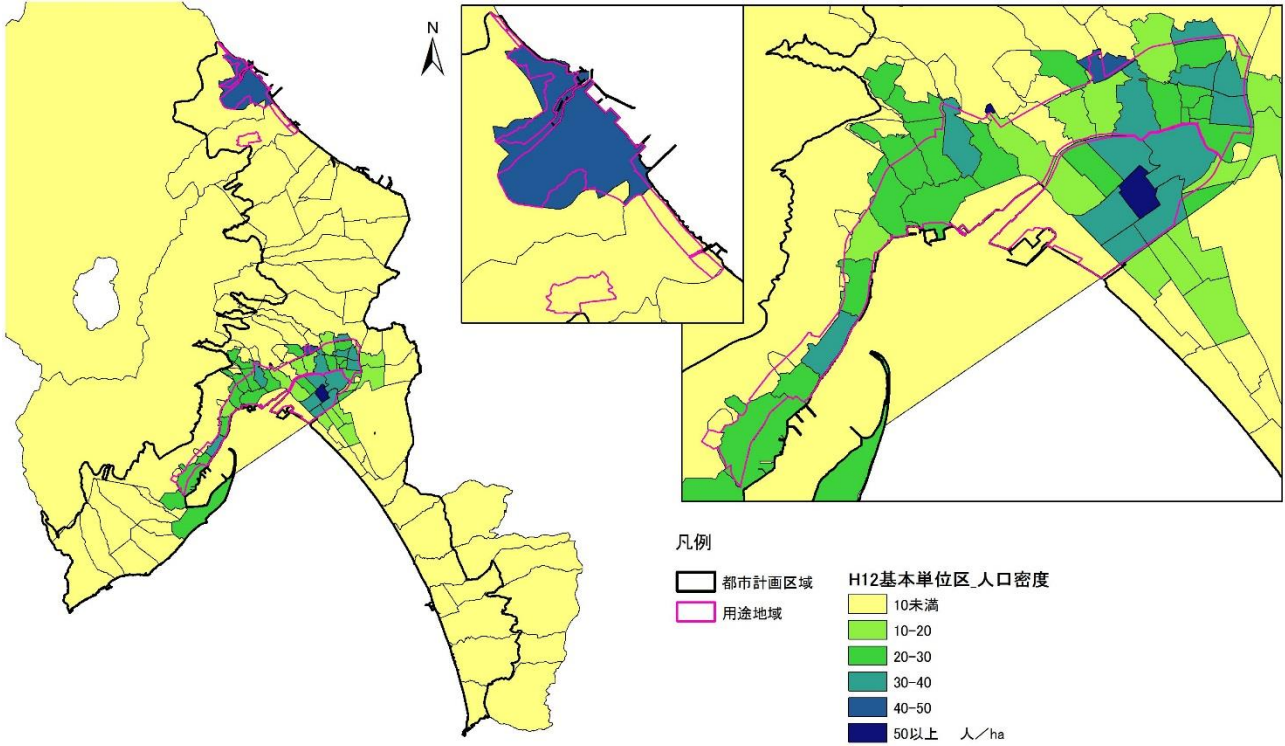 N
凡例
都市計画区域
用途地域
H12基本単位区_人口密度
10未満
10-20
20-30
30-40
40-50
50以上 人/ha